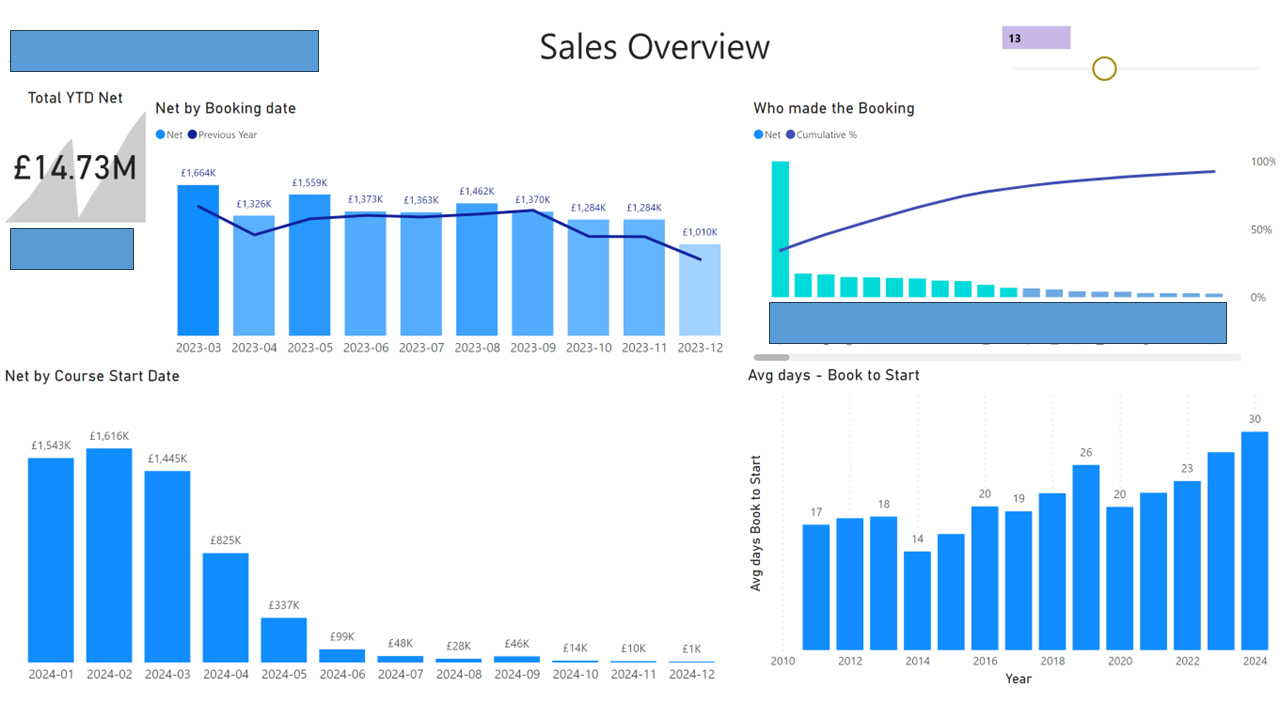 Sales Overview
13
Total YTD Net
£14.73M
Net by Booking date
Net Previous Year
£1,664K £1,326K £1,559K £1,373K £1,363K £1,462K £1,370K £1,284K £1,284K £1,010K
2023-03 2023-04 2023-05 2023-06 2023-07 2023-08 2023-09 2023-10 2023-11 2023-12
Who made the Booking
Net Cumulative %
100%
50%
0%
Net by Course Start Date
£1,543K £1,616K £1,445K £825K £337K £99K £48K £28K £46K £14K £10K £1K
2024-01 2024-02 2024-03 2024-04 2024-05 2024-06 2024-07 2024-08 2024-09 2024-10 2024-11 2024-12
Avg days - Book to Start
Avg days Book to Start
17 18 14 20 19 26 20 23 30
2010 2012 2014 2016 2018 2020 2022 2024
Year